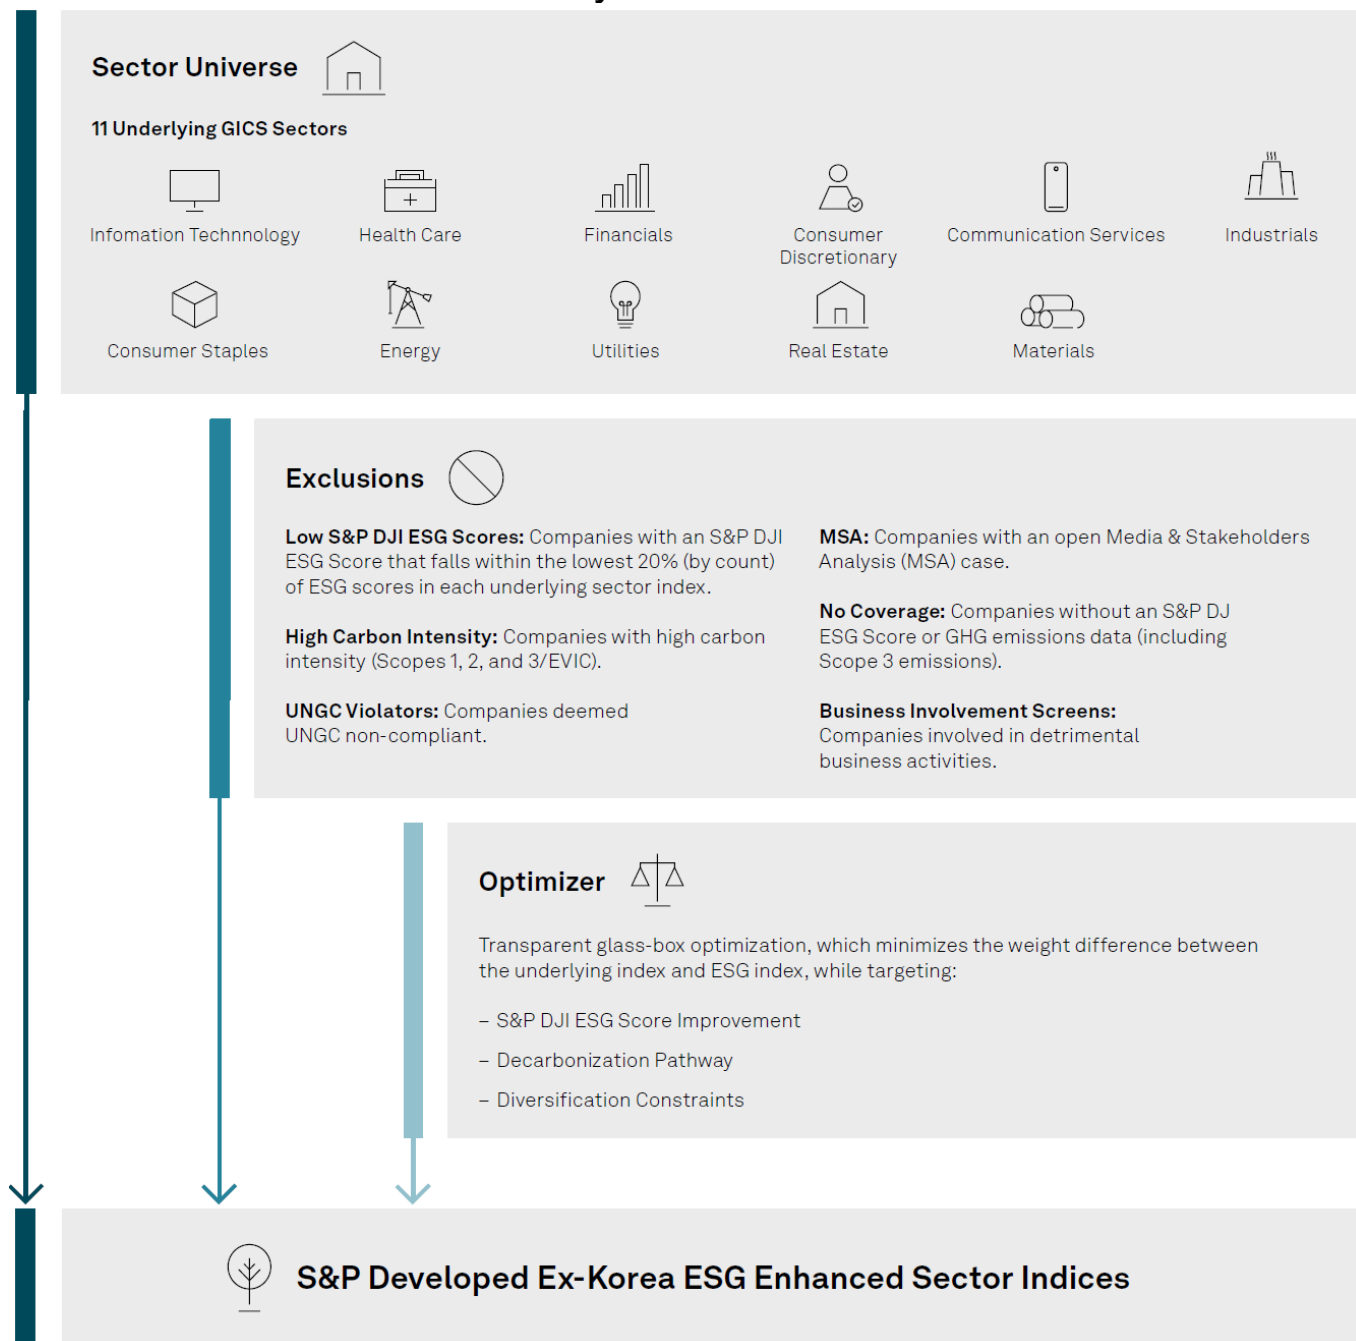 Sector Universe
11 Underlying GICS Sectors
Infomation Technnology
Health Care
Financials
Consumer
Discretionary
Communication Services
Industrials
Consumer Staples
Energy
Utilities
Real Estate
Materials
Exclusions
Low S&P DJI ESG Scores: Companies with an S&P DJI
ESG Score that falls within the lowest 20% (by count)
of ESG scores in each underlying sector index.
High Carbon Intensity: Companies with high carbon
intensity (Scopes 1, 2, and 3/EVIC).
UNGC Violators: Companies deemed
UNGC non-compliant.
MSA: Companies with an open Media & Stakeholders
Analysis (MSA) case.
No Coverage: Companies without an S&P DJ
ESG Score or GHG emissions data (including
Scope 3 emissions).
Business Involvement Screens:
Companies involved in detrimental
business activities.
Optimizer
Transparent glass-box optimization, which minimizes the weight difference between
the underlying index and ESG index, while targeting:
– S&P DJI ESG Score Improvement
– Decarbonization Pathway
– Diversification Constraints
S&P Developed Ex-Korea ESG Enhanced Sector Indices